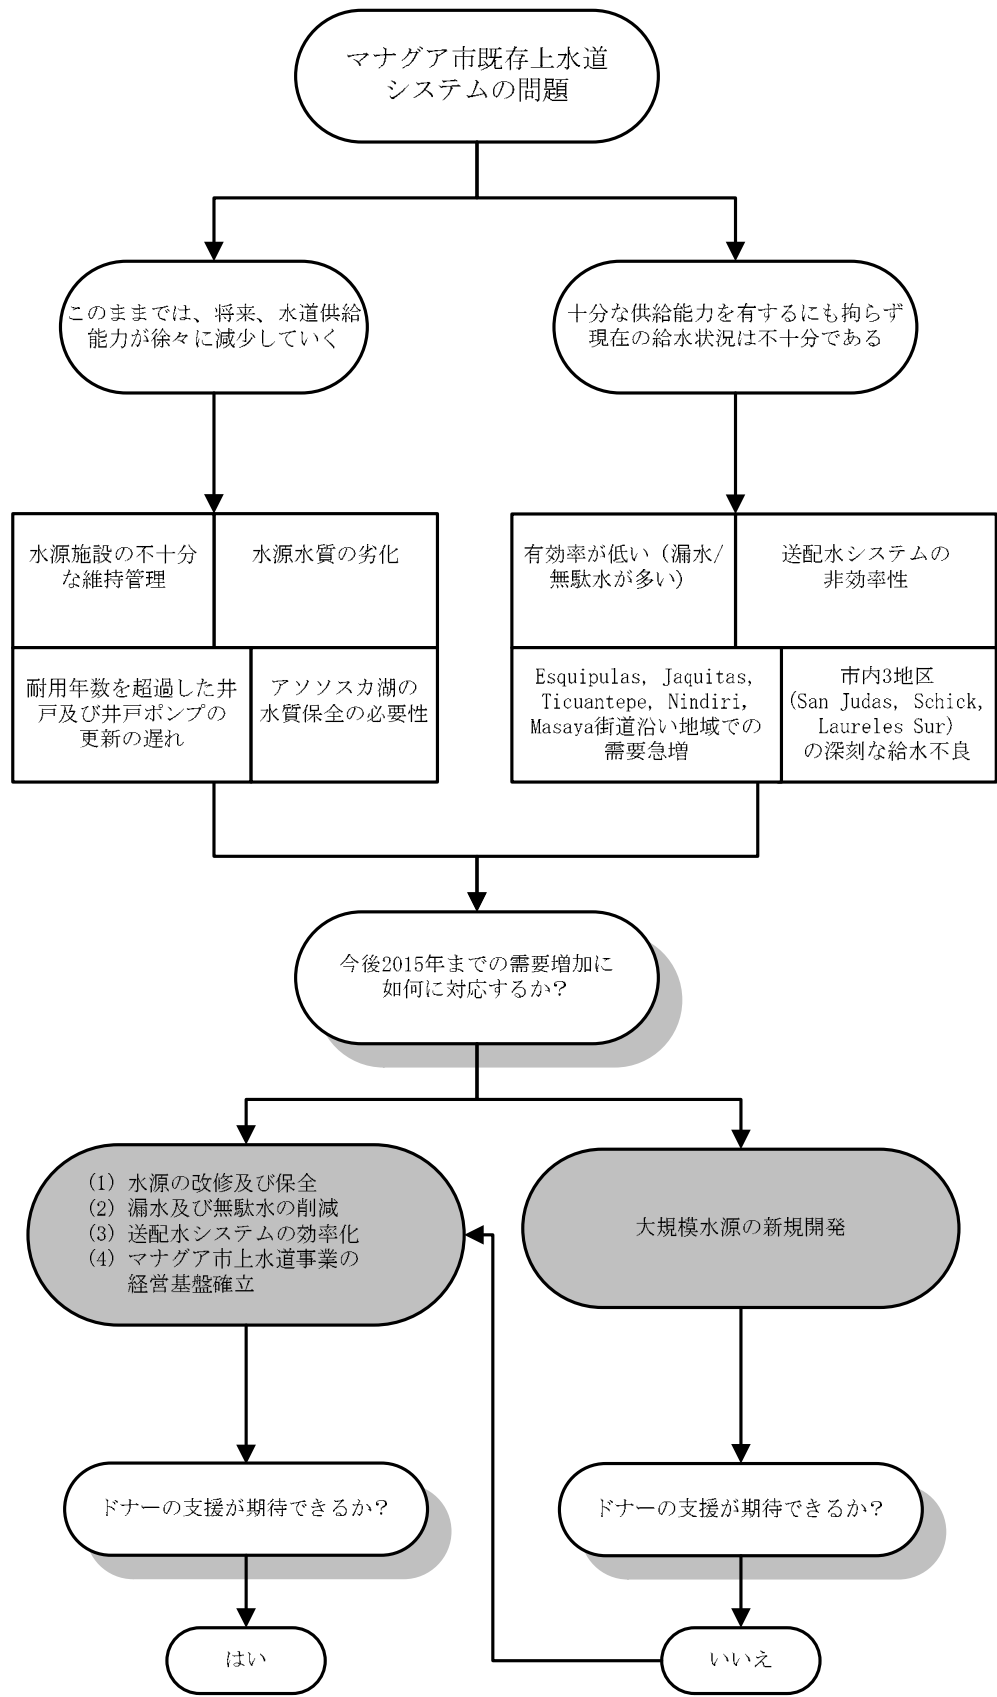 マナグア市既存上水道
システムの問題
このままでは、将来、水道供給
能力が徐々に減少していく
十分な供給能力を有するにも拘らず
現在の給水状況は不十分である
水源施設の不十分
な維持管理
水源水質の劣化
耐用年数を超過した井
戸及び井戸ポンプの
更新の遅れ
アソソスカ湖の
水質保全の必要性
有効率が低い（漏水/
無駄水が多い）
送配水システムの
非効率性
Esquipulas, Jaquitas,
Ticuantepe, Nindiri,
Masaya街道沿い地域での
需要急増
市内3地区
(San Judas, Schick,
Laureles Sur)
の深刻な給水不良
今後2015年までの需要増加に
如何に対応するか？
(1) 水源の改修及び保全
(2) 漏水及び無駄水の削減
(3) 送配水システムの効率化
(4) マナグア市上水道事業の
経営基盤確立
大規模水源の新規開発
ドナーの支援が期待できるか？
ドナーの支援が期待できるか？
はい
いいえ